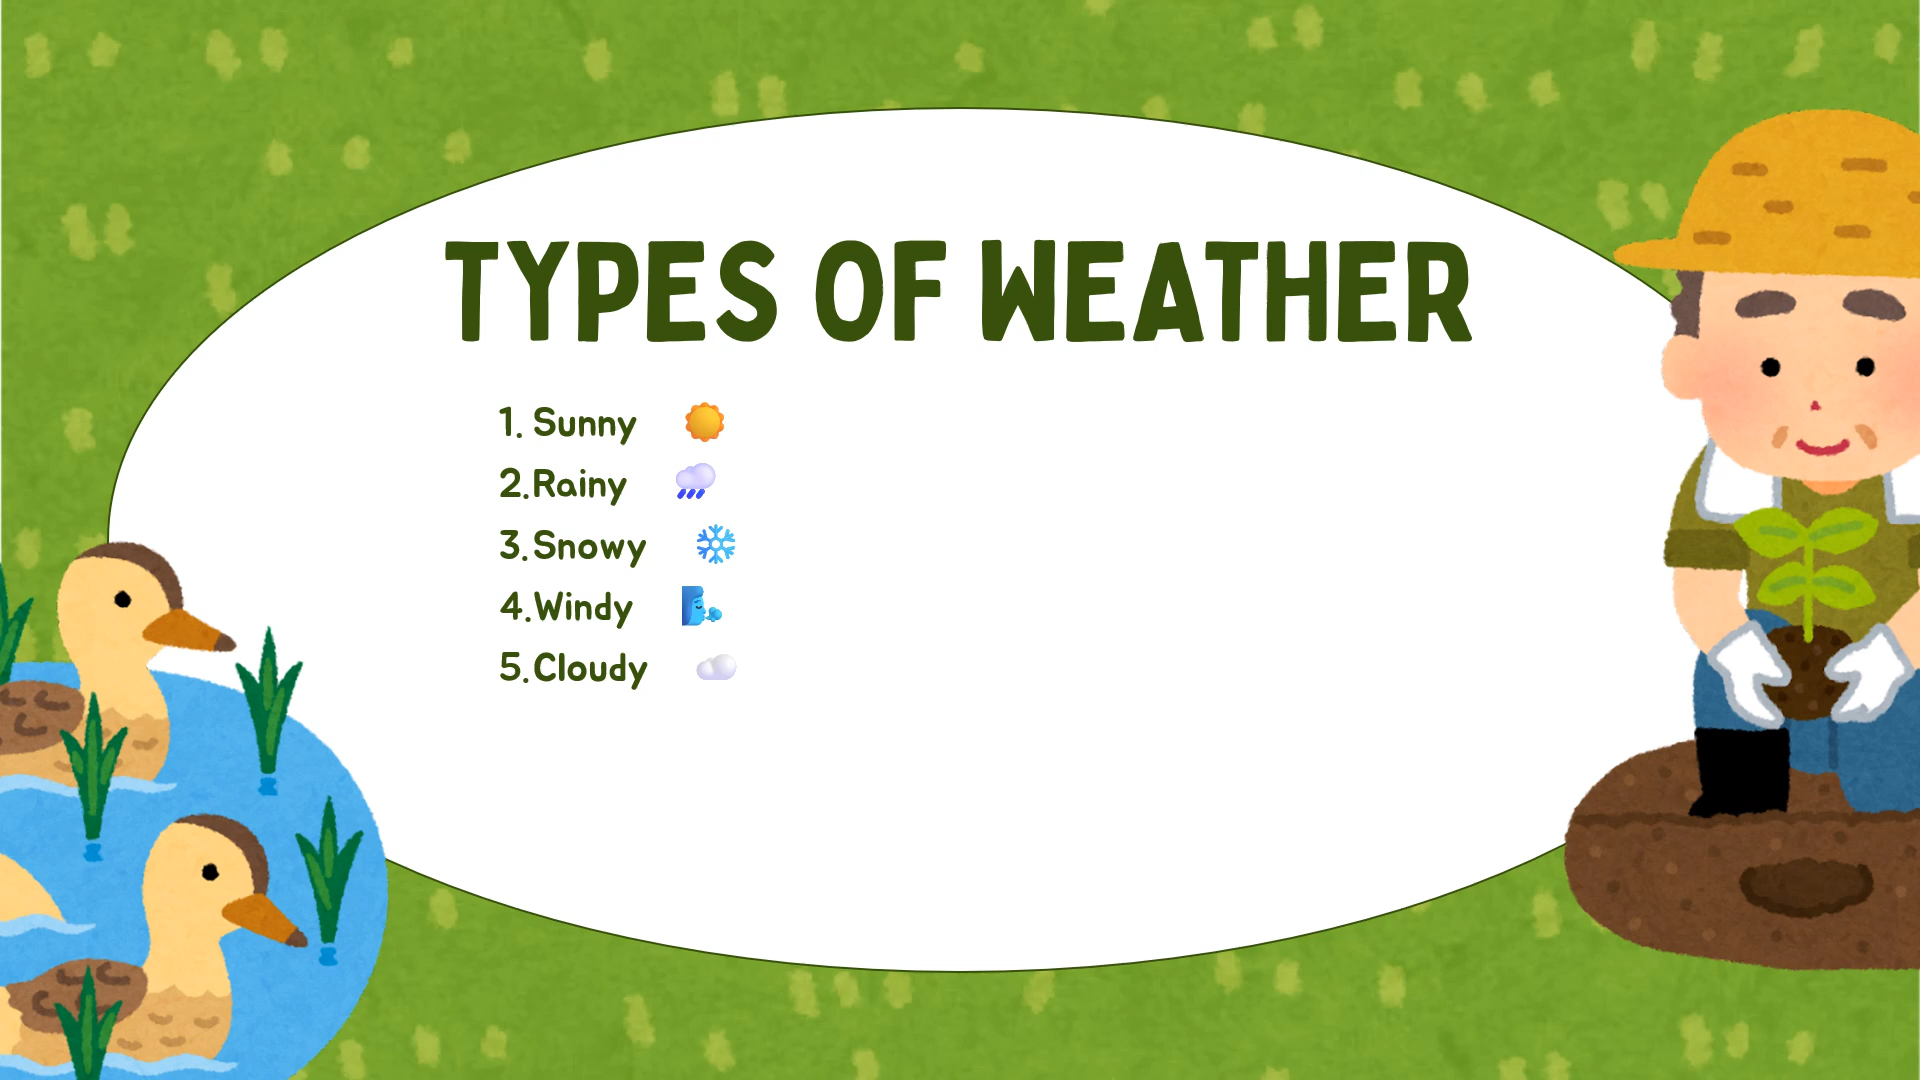 TYPES OF WEATHER
1. Sunny ☀️
2. Rainy 🌧️
3. Snowy ❄️
4. Windy 🌬️
5. Cloudy ☁️